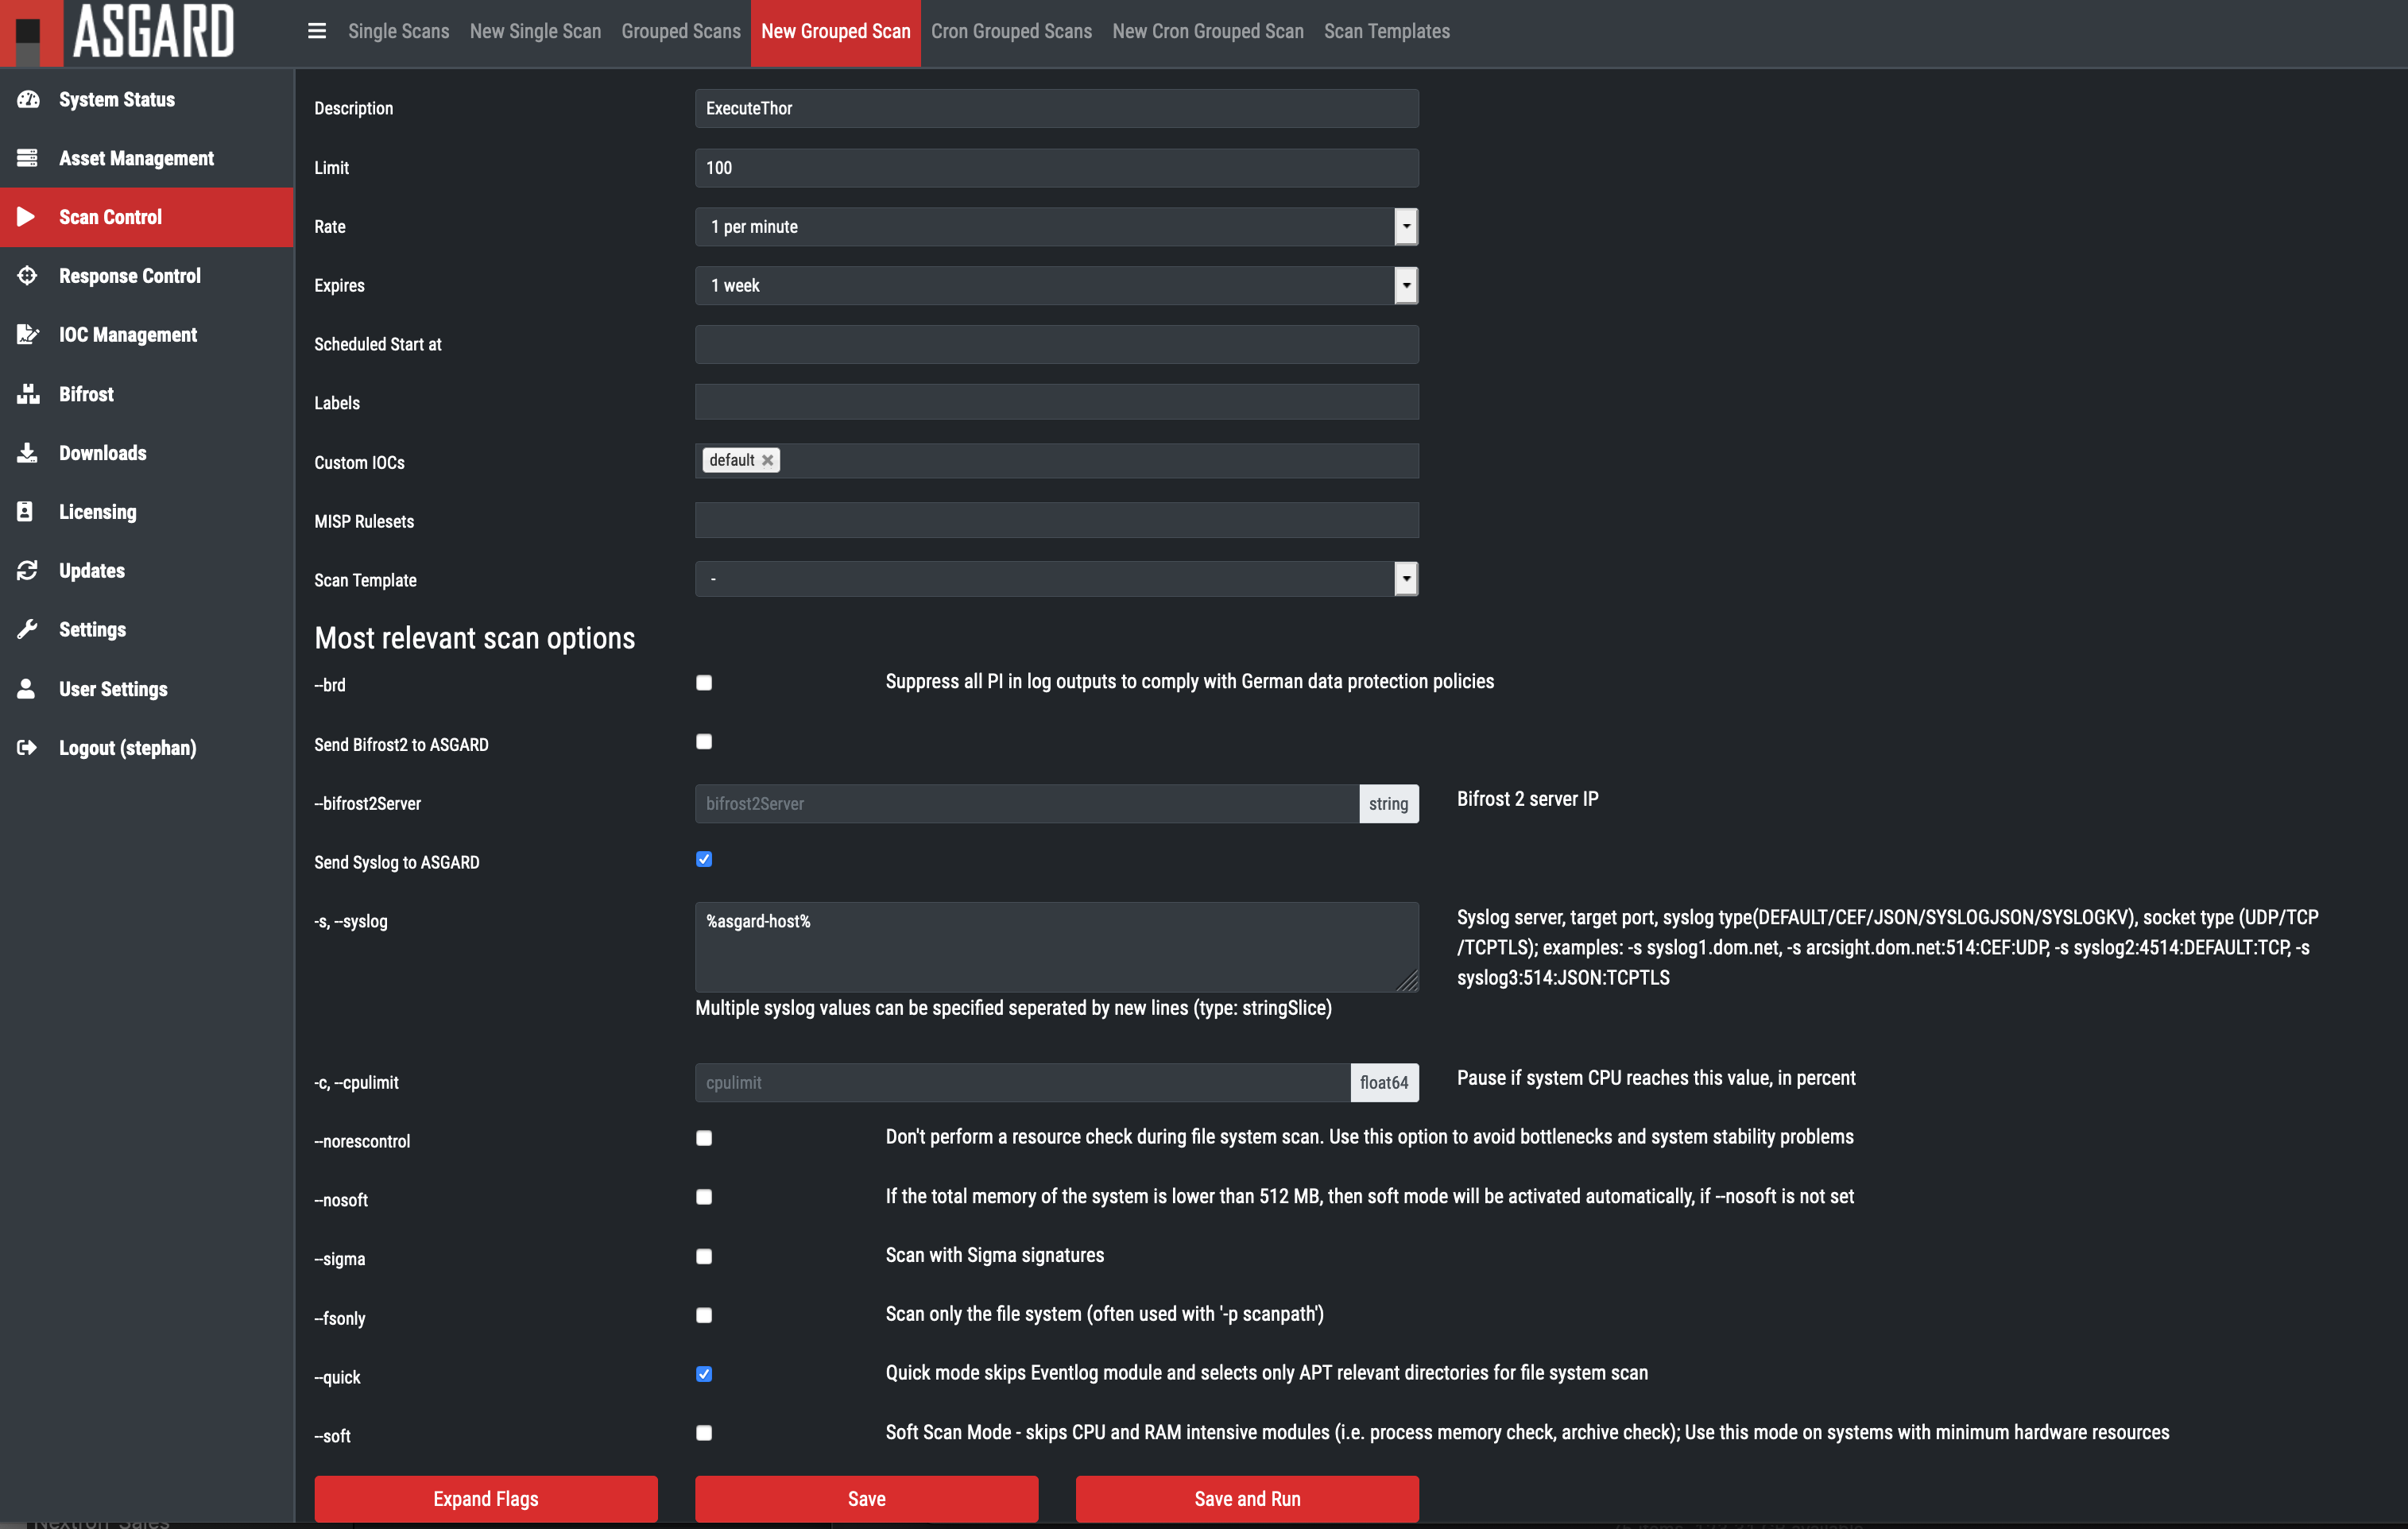 ASGARD
Single Scans
New Single Scan
Grouped Scans
New Grouped Scan
Cron Grouped Scans
New Cron Grouped Scan
Scan Templates
System Status
Asset Management
Scan Control
Response Control
IOC Management
Bifrost
Downloads
Licensing
Updates
Settings
User Settings
Logout (stephan)
Description
ExecuteThor
Limit
100
Rate
1 per minute
Expires
1 week
Scheduled Start at
Labels
Custom IOCs
default
MISP Rulesets
Scan Template
-
Most relevant scan options
--brd
Suppress all PI in log outputs to comply with German data protection policies
Send Bifrost2 to ASGARD
--bifrost2Server
bifrost2Server
string
Bifrost 2 server IP
Send Syslog to ASGARD
-s, --syslog
%asgard-host%
Syslog server, target port, syslog type(DEFAULT/CEF/JSON/SYSLOGJSON/SYSLOGKV), socket type (UDP/TCP
/TCPTLS); examples: -s syslog1.dom.net, -s arcsight.dom.net:514:CEF:UDP, -s syslog2:4514:DEFAULT:TCP, -s
syslog3:514:JSON:TCPTLS
Multiple syslog values can be specified seperated by new lines (type: stringSlice)
-c, --cpulimit
cpulimit
float64
Pause if system CPU reaches this value, in percent
--norescontrol
Don't perform a resource check during file system scan. Use this option to avoid bottlenecks and system stability problems
--nosoft
If the total memory of the system is lower than 512 MB, then soft mode will be activated automatically, if --nosoft is not set
--sigma
Scan with Sigma signatures
--fsonly
Scan only the file system (often used with '-p scanpath')
--quick
Quick mode skips Eventlog module and selects only APT relevant directories for file system scan
--soft
Soft Scan Mode - skips CPU and RAM intensive modules (i.e. process memory check, archive check); Use this mode on systems with minimum hardware resources
Expand Flags
Save
Save and Run